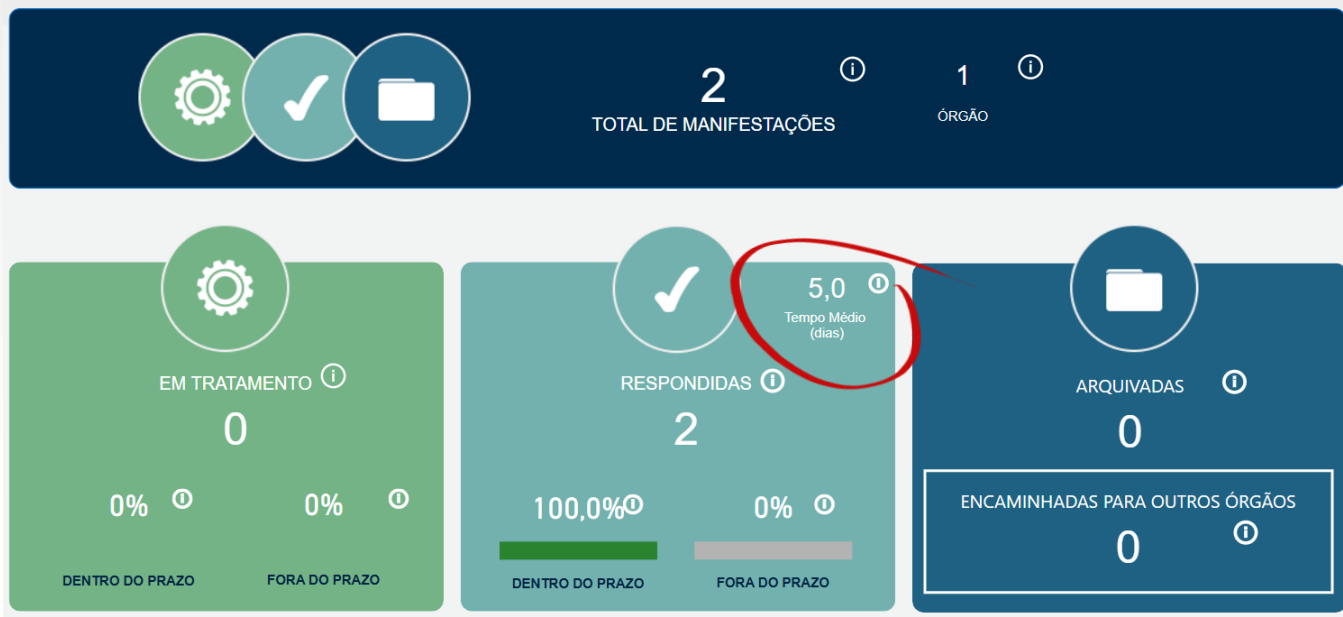 2
TOTAL DE MANIFESTAÇÕES
1
ÓRGÃO
EM TRATAMENTO
0
0%
DENTRO DO PRAZO
0%
FORA DO PRAZO
5,0
Tempo Médio
(dias)
RESPONDIDAS
2
100,0%
DENTRO DO PRAZO
0%
FORA DO PRAZO
ARQUIVADAS
0
ENCAMINHADAS PARA OUTROS ÓRGÃOS
0